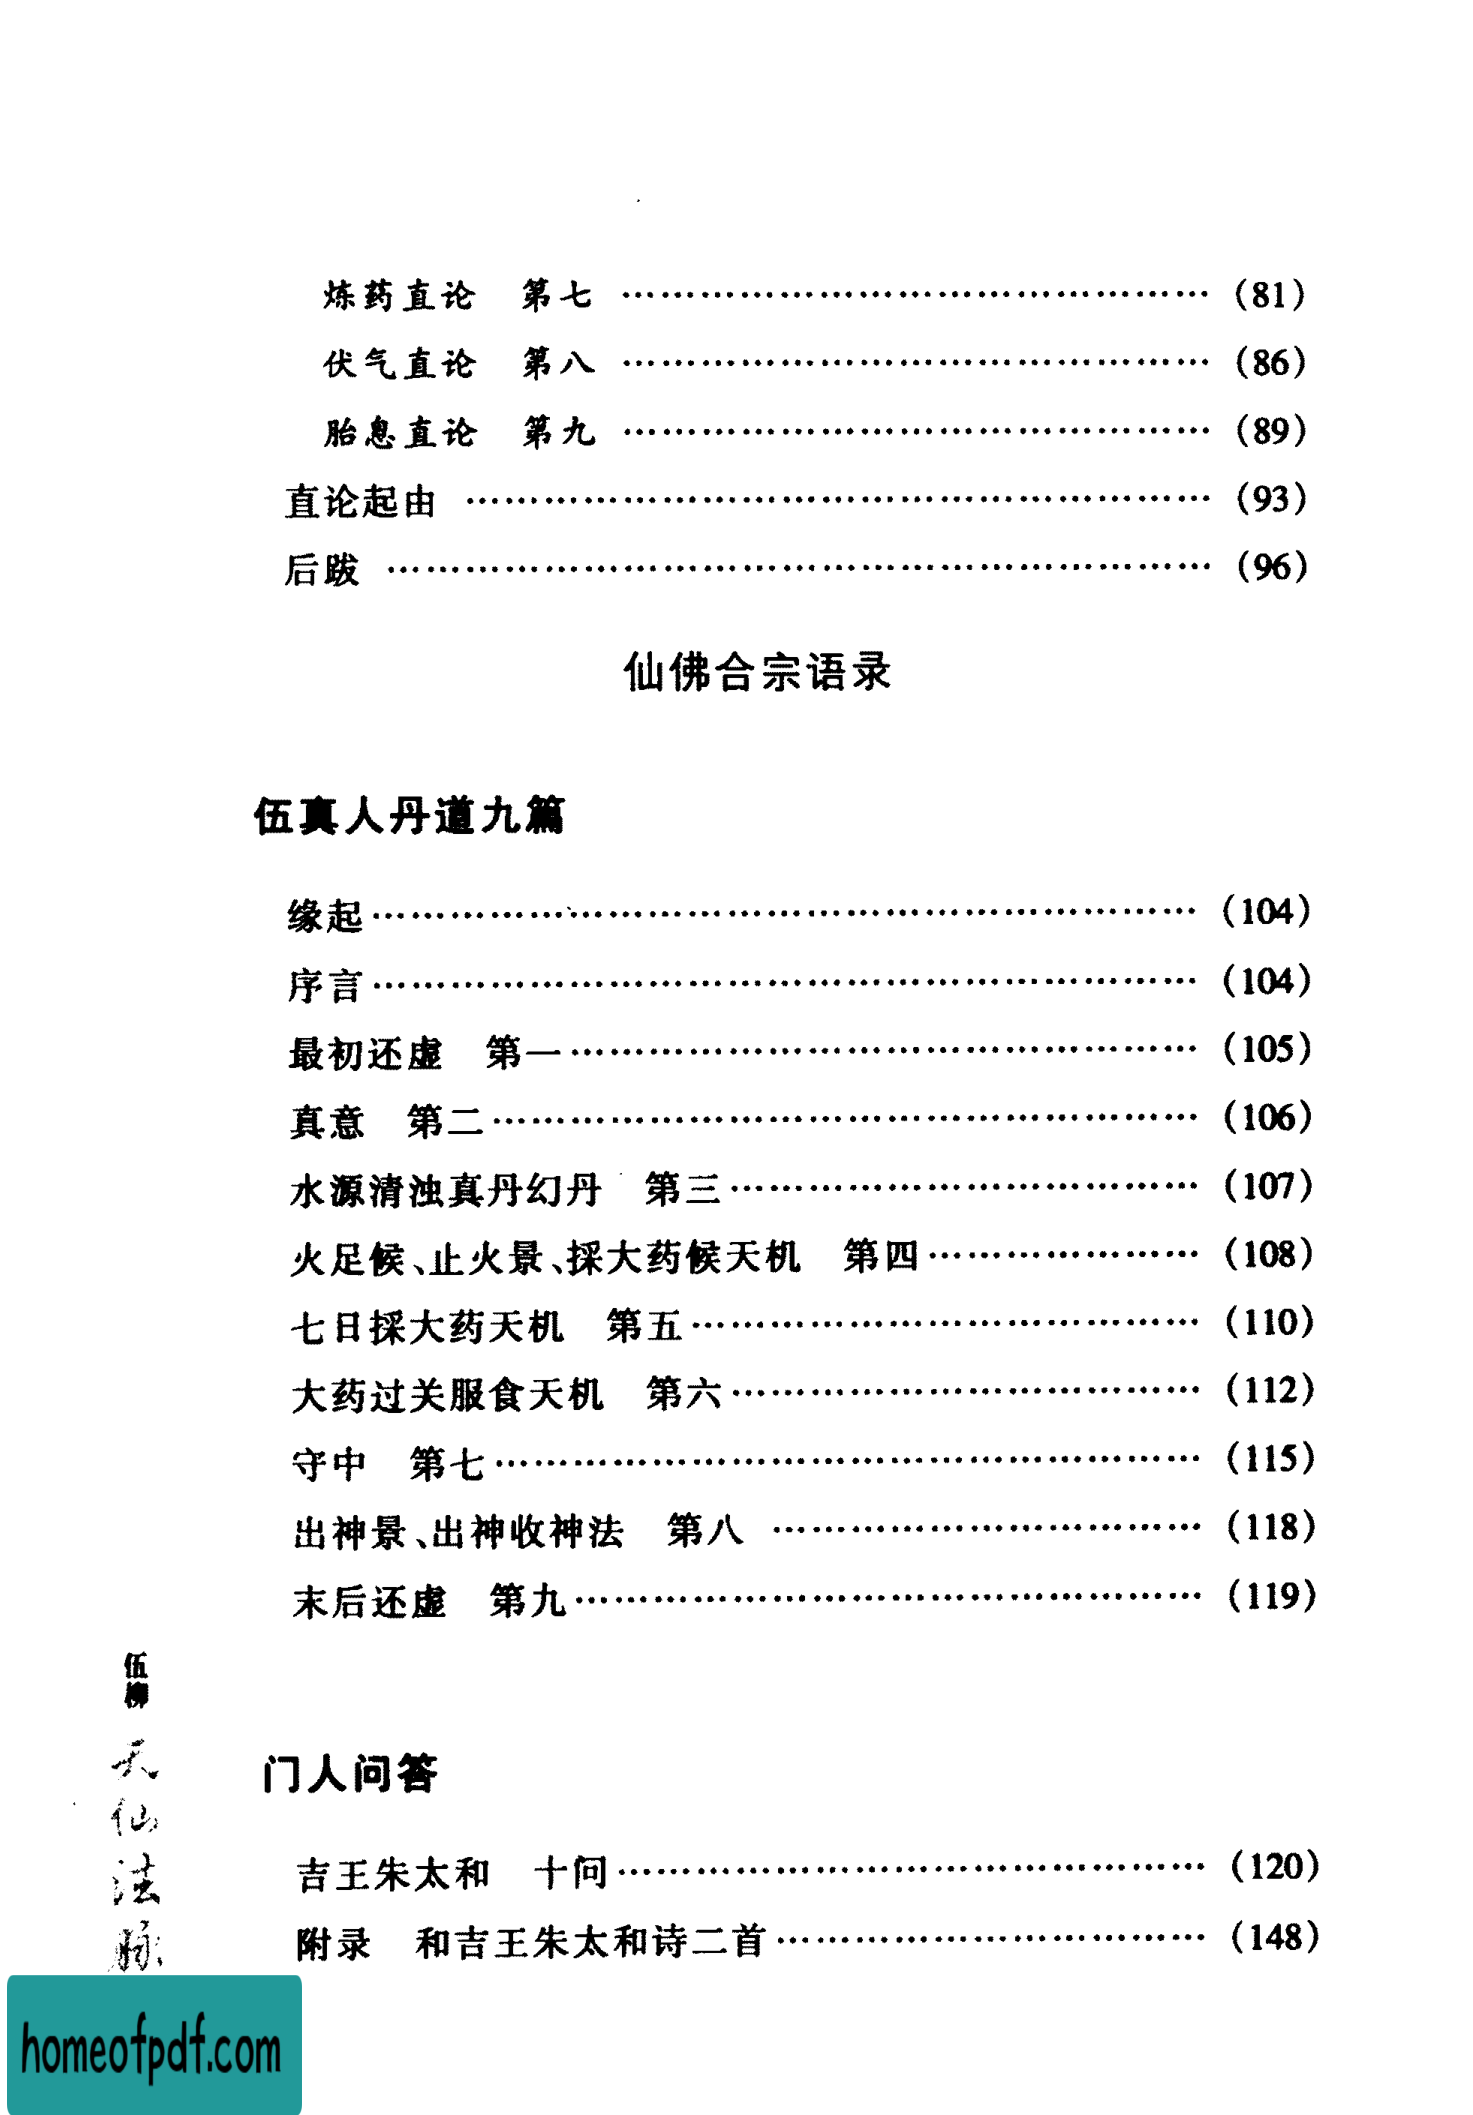 炼药直论　第七 …………………………………………（81）
伏气直论　第八 …………………………………………（86）
胎息直论　第九 …………………………………………（89）
直论起由 …………………………………………………（93）
后跋 ………………………………………………………（96）
仙佛合宗语录
伍真人丹道九篇
缘起………………………………………………………（104）
序言………………………………………………………（104）
最初还虚　第一…………………………………………（105）
真意　第二………………………………………………（106）
水源清浊真丹幻丹　第三………………………………（107）
火足候、止火景、採大药候天机　第四…………………（108）
七日採大药天机　第五…………………………………（110）
大药过关服食天机　第六………………………………（112）
守中　第七………………………………………………（115）
出神景、出神收神法　第八 ……………………………（118）
末后还虚　第九…………………………………………（119）
门人问答
吉王朱太和　十问………………………………………（120）
附录　和吉王朱太和诗二首……………………………（148）
伍柳
天仙法脉
homeofpdf.com